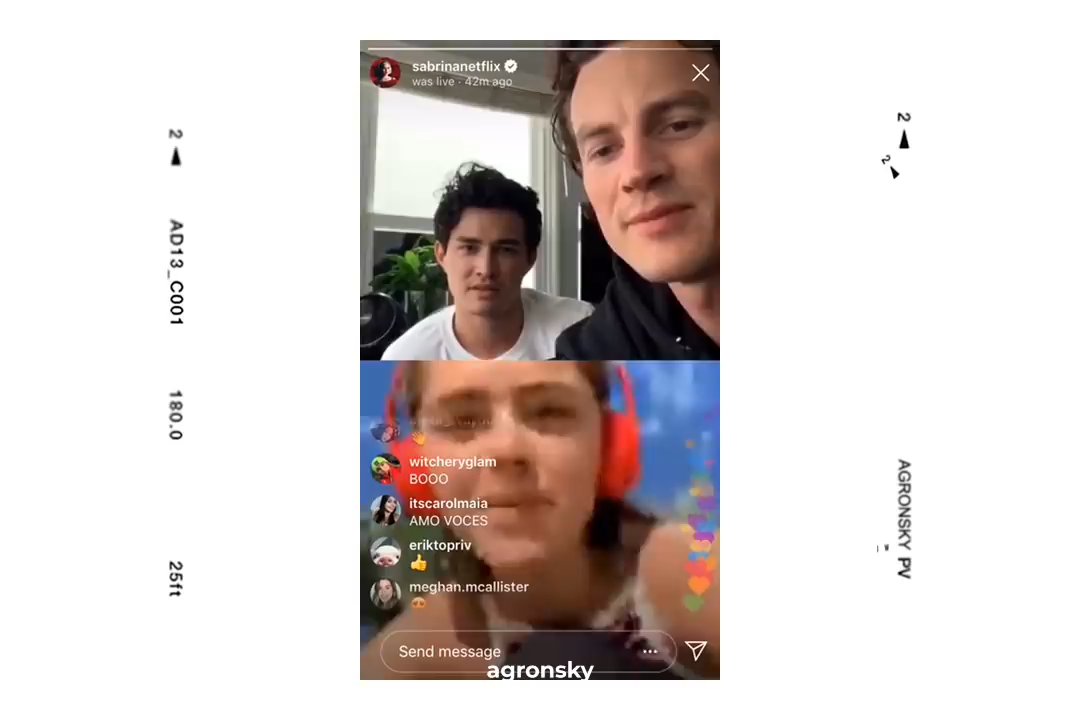 2
AD13_C001
180.0
25ft
sabrinanetflix
was live · 42m ago
witcheryglam
BOOO
itscarolmaia
AMO VOCES
eriktopriv
meghan.mcallister
Send message
agronsky
2
2
AGRONSKY PV